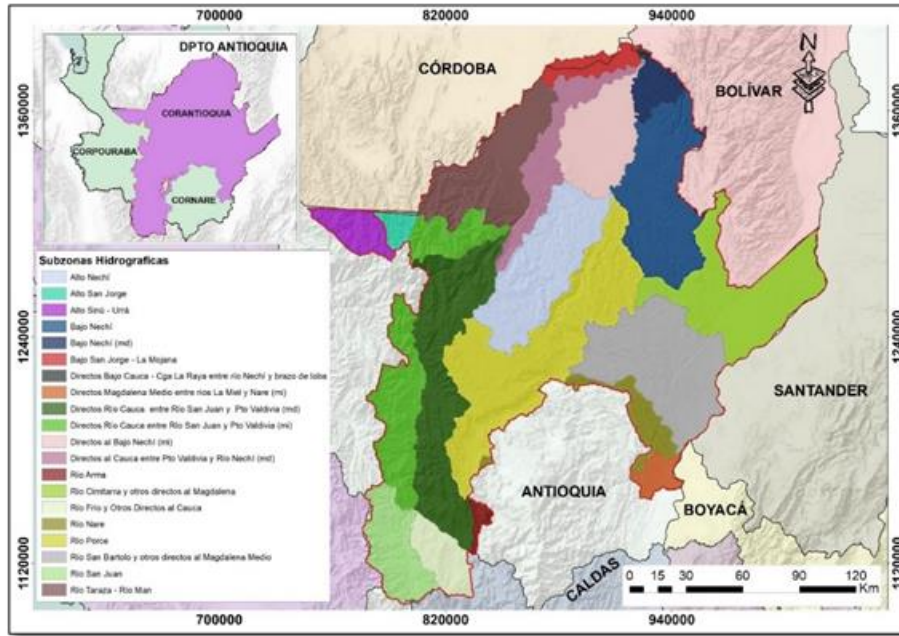 700000 820000 940000
DPTO ANTIOQUIA
CORANTIOQUIA
CORPOURABA
CORNARE
CÓRDOBA
N
BOLÍVAR
1360000
1360000
Subzonas Hidrograficas
Alto Nechí
Alto San Jorge
Alto Sinú - Urrá
Bajo Nechí
Bajo Nechí (md)
Bajo San Jorge - La Mojana
Directos Bajo Cauca - Cga La Raya entre río Nechí y brazo de loba
Directos Magdalena Medio entre ríos La Miel y Nare (mi)
Directos Río Cauca entre Río San Juan y Pto Valdivia (md)
Directos Río Cauca entre Río San Juan y Pto Valdivia (mi)
Directos al Bajo Nechí (mi)
Directos al Cauca entre Pto Valdivia y Río Nechí (md)
Río Arma
Río Cimitarra y otros directos al Magdalena
Río Frío y Otros Directos al Cauca
Río Nare
Río Porce
Río San Bartolo y otros directos al Magdalena Medio
Río San Juan
Río Taraza - Río Man
1240000
1240000
SANTANDER
ANTIOQUIA
BOYACÁ
CALDAS
1120000
1120000
0 15 30 60 90 120
Km
700000 820000 940000